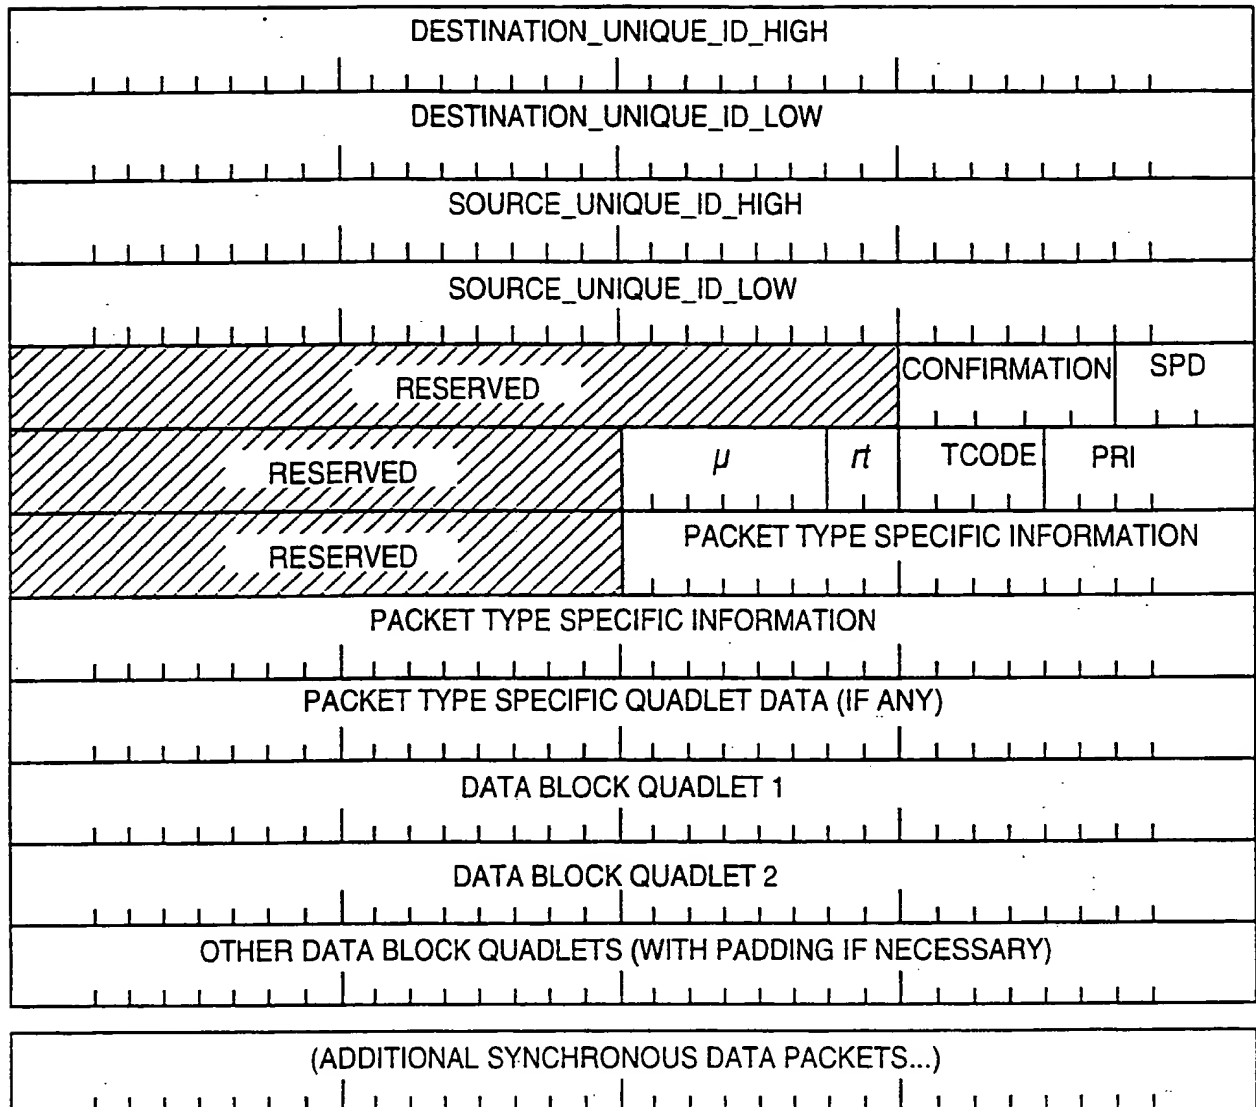 DESTINATION_UNIQUE_ID_HIGH
DESTINATION_UNIQUE_ID_LOW
SOURCE_UNIQUE_ID_HIGH
SOURCE_UNIQUE_ID_LOW
RESERVED CONFIRMATION SPD
RESERVED μ rt TCODE PRI
RESERVED PACKET TYPE SPECIFIC INFORMATION
PACKET TYPE SPECIFIC INFORMATION
PACKET TYPE SPECIFIC QUADLET DATA (IF ANY)
DATA BLOCK QUADLET 1
DATA BLOCK QUADLET 2
OTHER DATA BLOCK QUADLETS (WITH PADDING IF NECESSARY)
(ADDITIONAL SYNCHRONOUS DATA PACKETS...)